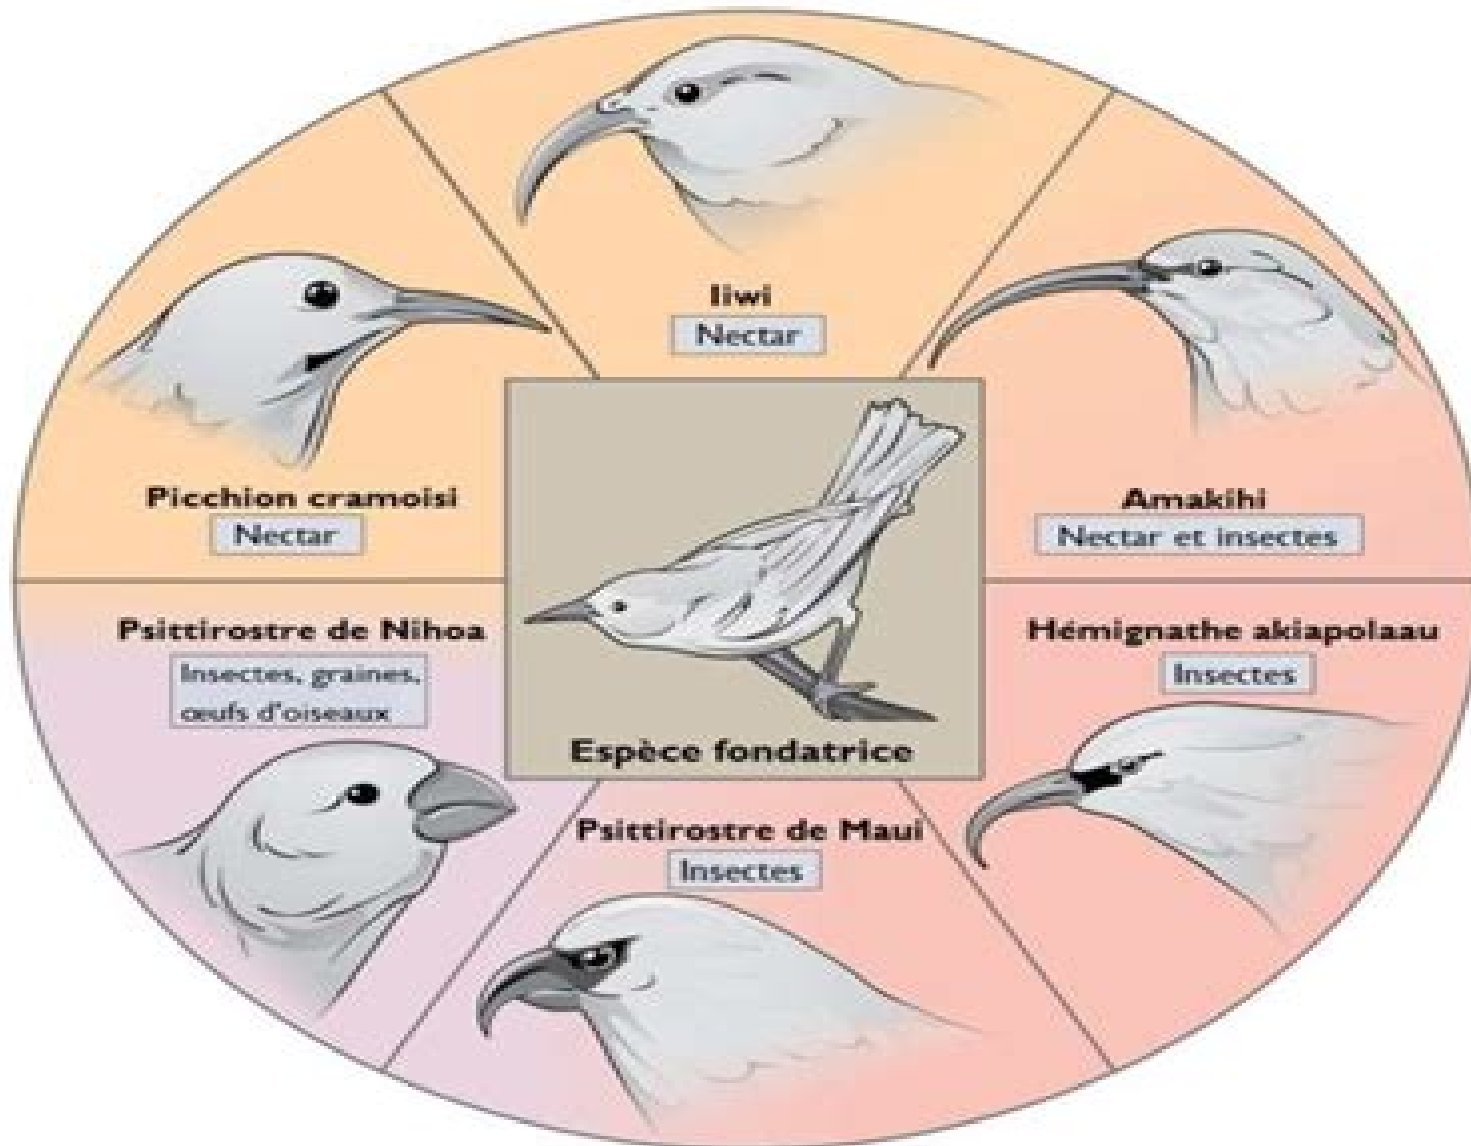 Iiwi
Nectar
Picchion cramoisi
Nectar
Amakihi
Nectar et insectes
Psittirostre de Nihoa
Insectes, graines,
œufs d'oiseaux
Espèce fondatrice
Hémignathe akiapolaau
Insectes
Psittirostre de Maui
Insectes